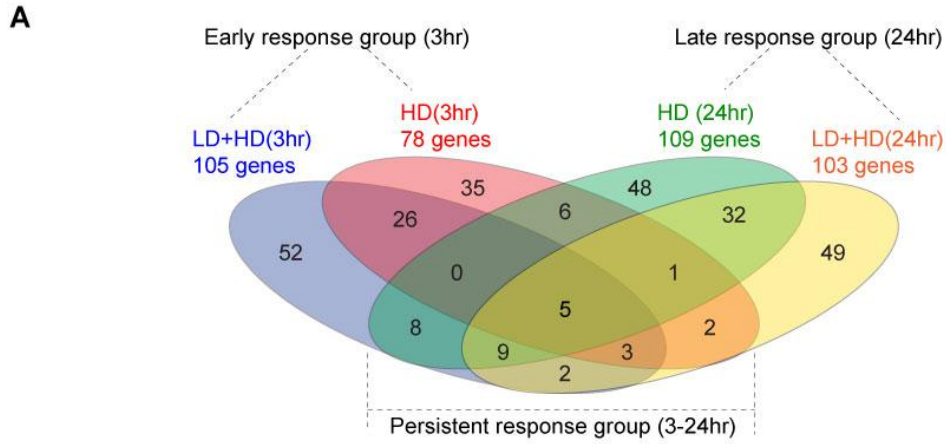 A
Early response group (3hr)
Late response group (24hr)
HD(3hr)
78 genes
HD (24hr)
109 genes
LD+HD(3hr)
105 genes
LD+HD(24hr)
103 genes
35
48
26
6
32
52
49
0
1
5
8
2
9
3
2
Persistent response group (3-24hr)